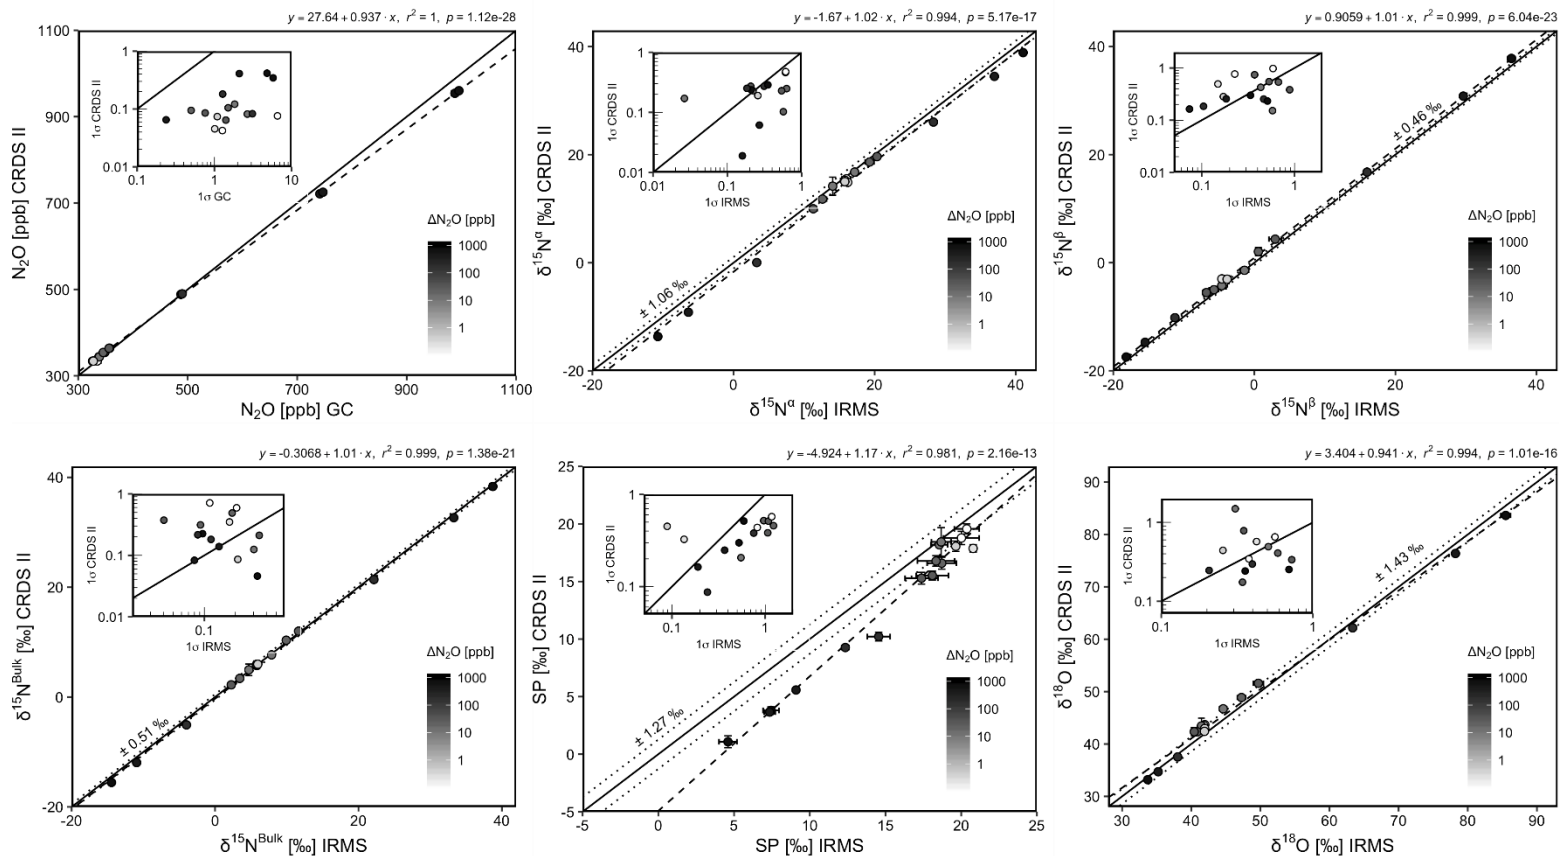 y = 27.64 + 0.937 · x, r² = 1, p = 1.12e-28
1100
900
700
500
300
N₂O [ppb] CRDS II
1
0.1
0.01
1σ CRDS II
0.1 1 10
1σ GC
ΔN₂O [ppb]
1000
100
10
1
300 500 700 900 1100
N₂O [ppb] GC
y = -1.67 + 1.02 · x, r² = 0.994, p = 5.17e-17
40
20
0
-20
δ¹⁵Nᵅ [‰] CRDS II
1
0.1
0.01
1σ CRDS II
0.01 0.1 1
1σ IRMS
± 1.06 ‰
ΔN₂O [ppb]
1000
100
10
1
-20 0 20 40
δ¹⁵Nᵅ [‰] IRMS
y = 0.9059 + 1.01 · x, r² = 0.999, p = 6.04e-23
40
20
0
-20
δ¹⁵Nᵝ [‰] CRDS II
1
0.1
0.01
1σ CRDS II
0.1 1
1σ IRMS
± 0.46 ‰
ΔN₂O [ppb]
1000
100
10
1
-20 0 20 40
δ¹⁵Nᵝ [‰] IRMS
y = -0.3068 + 1.01 · x, r² = 0.999, p = 1.38e-21
40
20
0
-20
δ¹⁵Nᴮᵘˡᵏ [‰] CRDS II
1
0.1
0.01
1σ CRDS II
0.1
1σ IRMS
± 0.51 ‰
ΔN₂O [ppb]
1000
100
10
1
-20 0 20 40
δ¹⁵Nᴮᵘˡᵏ [‰] IRMS
y = -4.924 + 1.17 · x, r² = 0.981, p = 2.16e-13
25
20
15
10
5
0
-5
SP [‰] CRDS II
1
0.1
1σ CRDS II
0.1 1
1σ IRMS
± 1.27 ‰
ΔN₂O [ppb]
1000
100
10
1
-5 0 5 10 15 20 25
SP [‰] IRMS
y = 3.404 + 0.941 · x, r² = 0.994, p = 1.01e-16
90
80
70
60
50
40
30
δ¹⁸O [‰] CRDS II
1
0.1
1σ CRDS II
0.1 1
1σ IRMS
± 1.43 ‰
ΔN₂O [ppb]
1000
100
10
1
30 40 50 60 70 80 90
δ¹⁸O [‰] IRMS